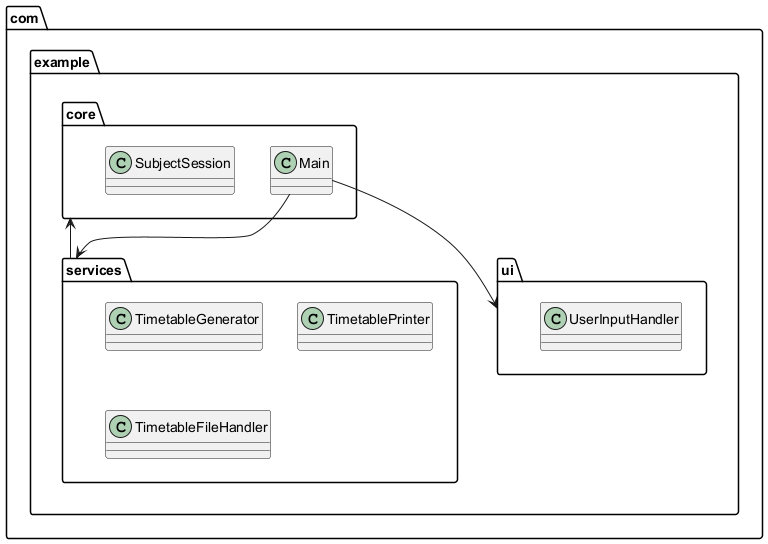 com
example
core
C SubjectSession
C Main
services
ui
C TimetableGenerator
C TimetablePrinter
C UserInputHandler
C TimetableFileHandler